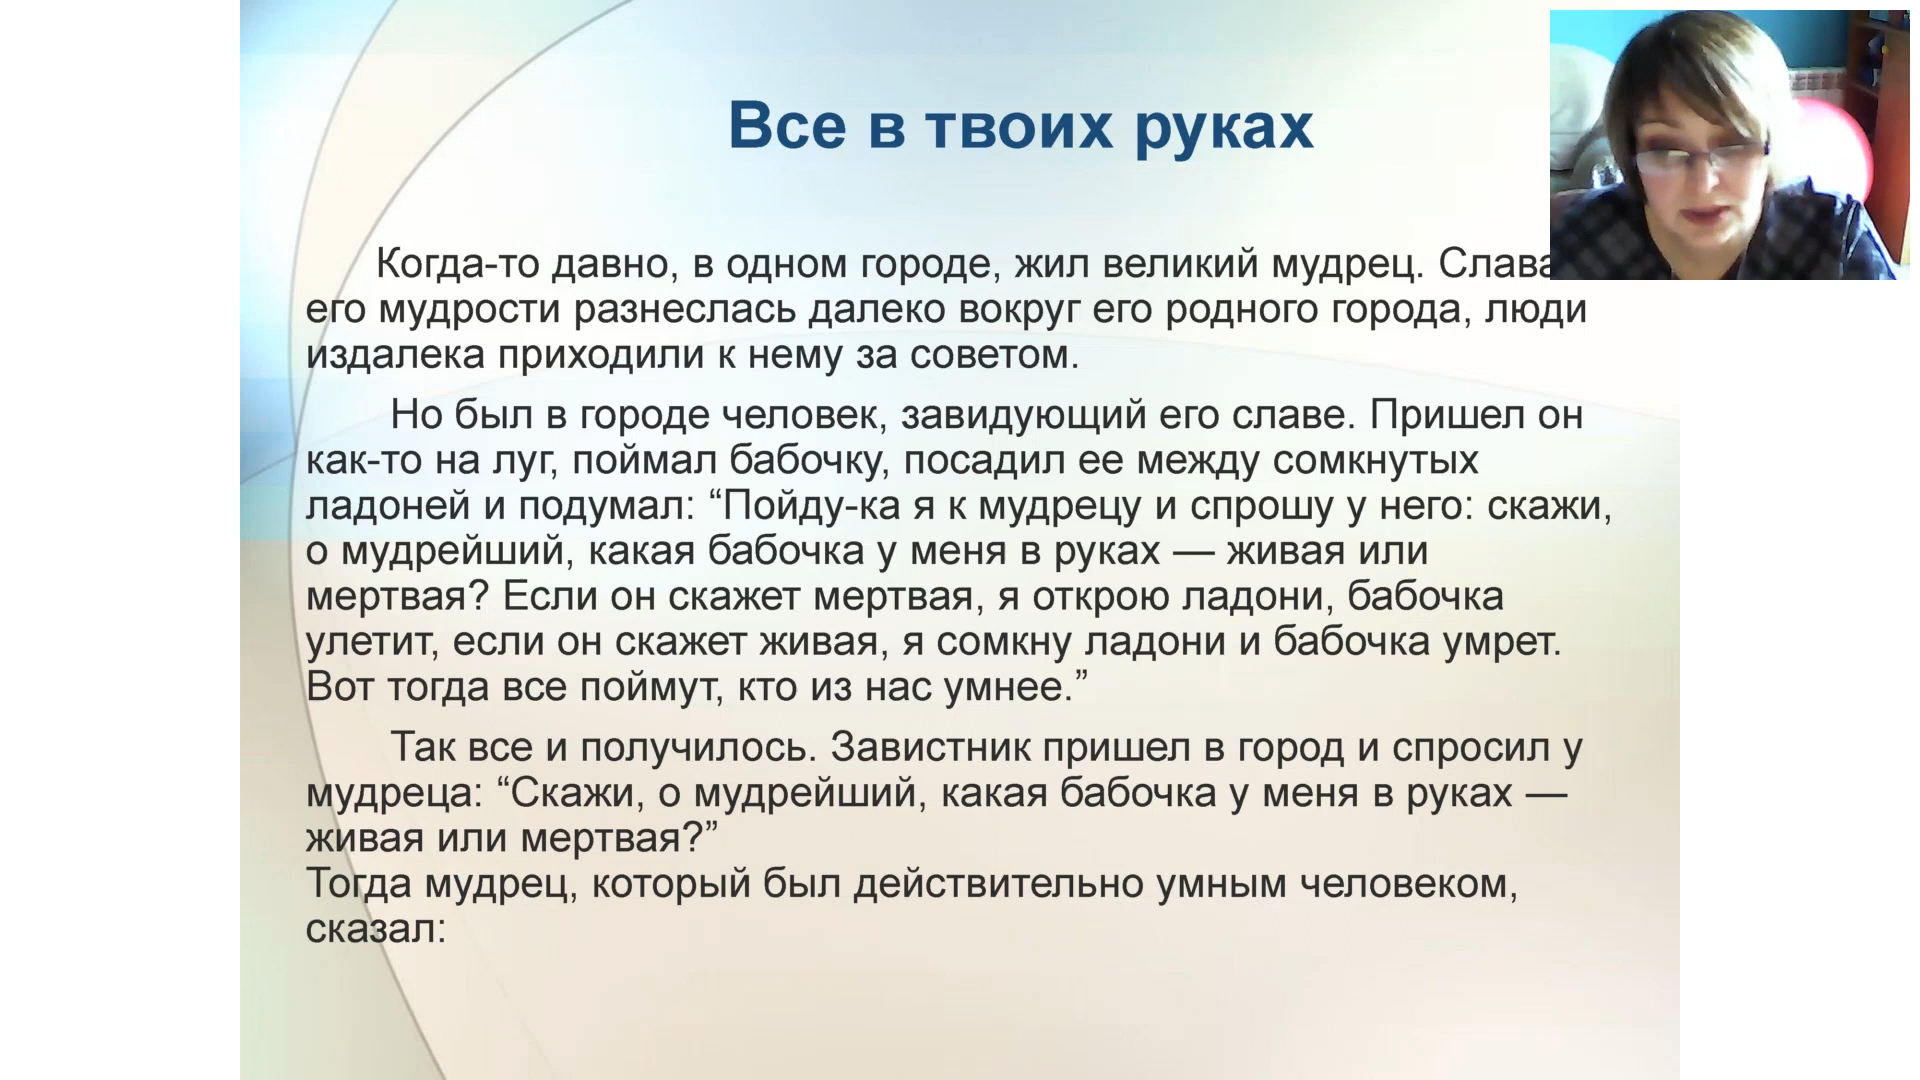 Все в твоих руках
Когда-то давно, в одном городе, жил великий мудрец. Слава
его мудрости разнеслась далеко вокруг его родного города, люди
издалека приходили к нему за советом.
Но был в городе человек, завидующий его славе. Пришел он
как-то на луг, поймал бабочку, посадил ее между сомкнутых
ладоней и подумал: “Пойду-ка я к мудрецу и спрошу у него: скажи,
о мудрейший, какая бабочка у меня в руках — живая или
мертвая? Если он скажет мертвая, я открою ладони, бабочка
улетит, если он скажет живая, я сомкну ладони и бабочка умрет.
Вот тогда все поймут, кто из нас умнее.”
Так все и получилось. Завистник пришел в город и спросил у
мудреца: “Скажи, о мудрейший, какая бабочка у меня в руках —
живая или мертвая?”
Тогда мудрец, который был действительно умным человеком,
сказал: